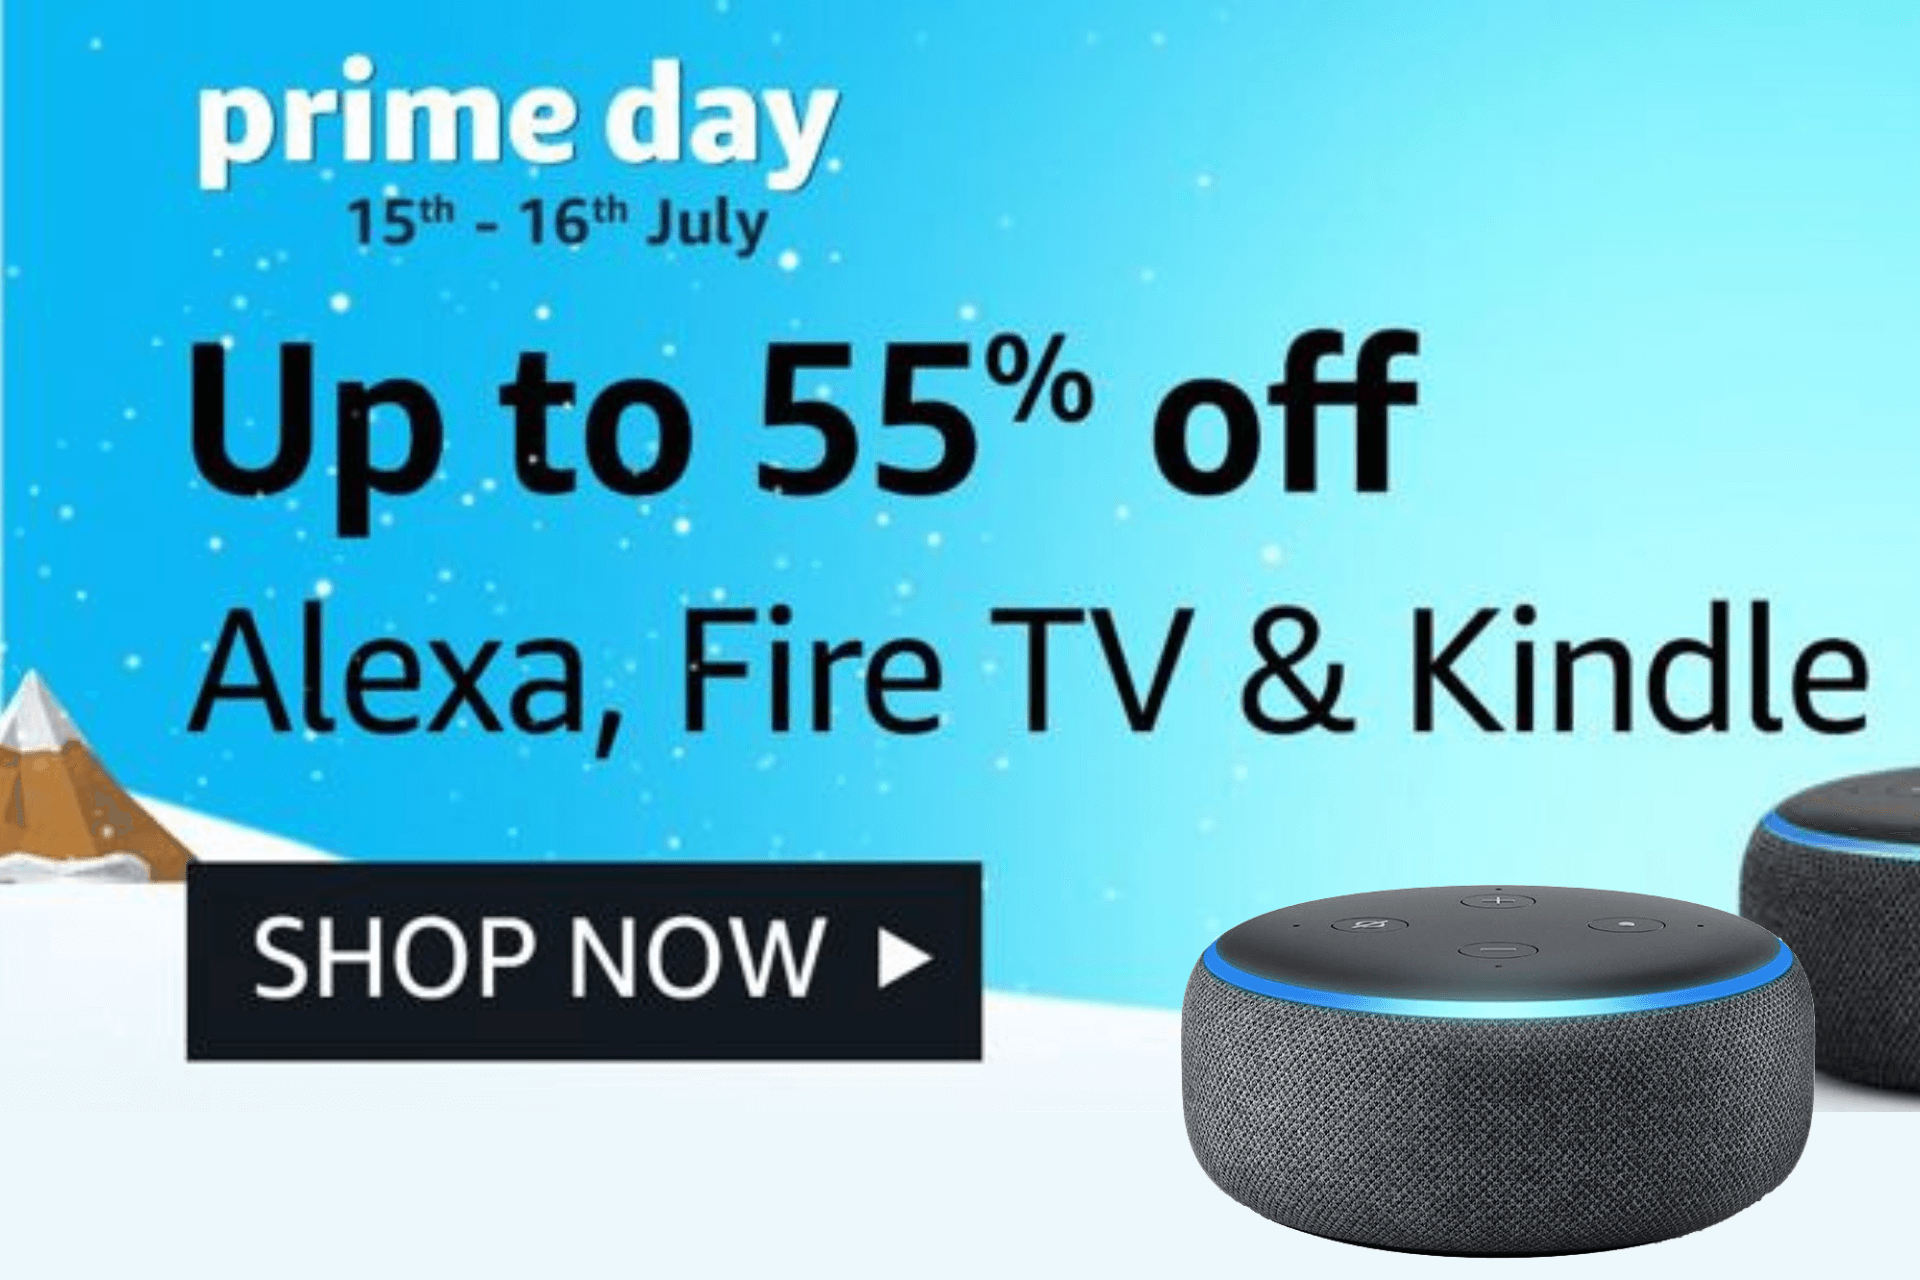 prime day
15th - 16th July
Up to 55% off
Alexa, Fire TV & Kindle
SHOP NOW